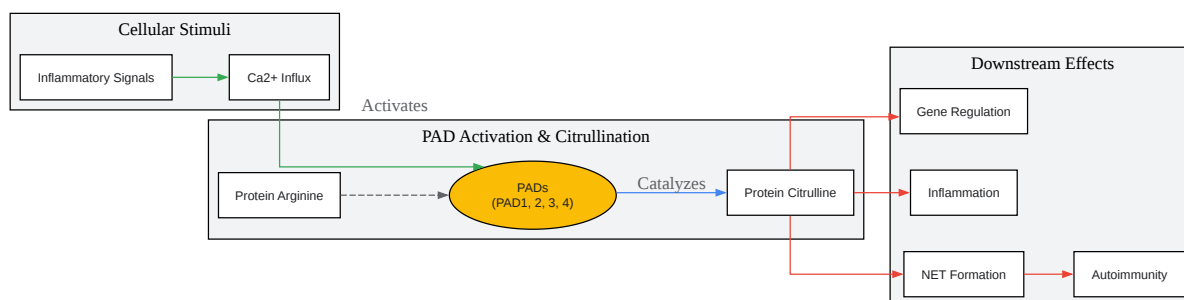 Cellular Stimuli
Inflammatory Signals
Ca2+ Influx
Activates
PAD Activation & Citrullination
Protein Arginine
PADs
(PAD1, 2, 3, 4)
Catalyzes
Protein Citrulline
Downstream Effects
Gene Regulation
Inflammation
NET Formation
Autoimmunity